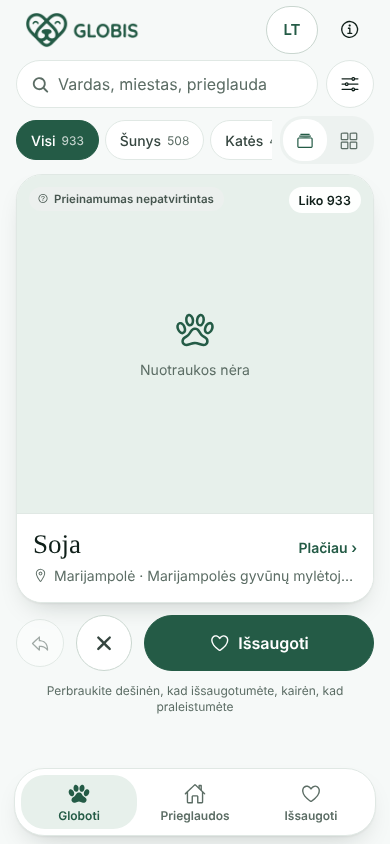 GLOBIS
LT
Vardas, miestas, prieglauda
Visi 933
Šunys 508
Katės
Prieinamumas nepatvirtintas
Liko 933
Nuotraukos nėra
Soja
Plačiau ›
Marijampolė · Marijampolės gyvūnų mylėtoj...
Išsaugoti
Perbraukite dešinėn, kad išsaugotumėte, kairėn, kad
praleistumėte
Globoti
Prieglaudos
Išsaugoti